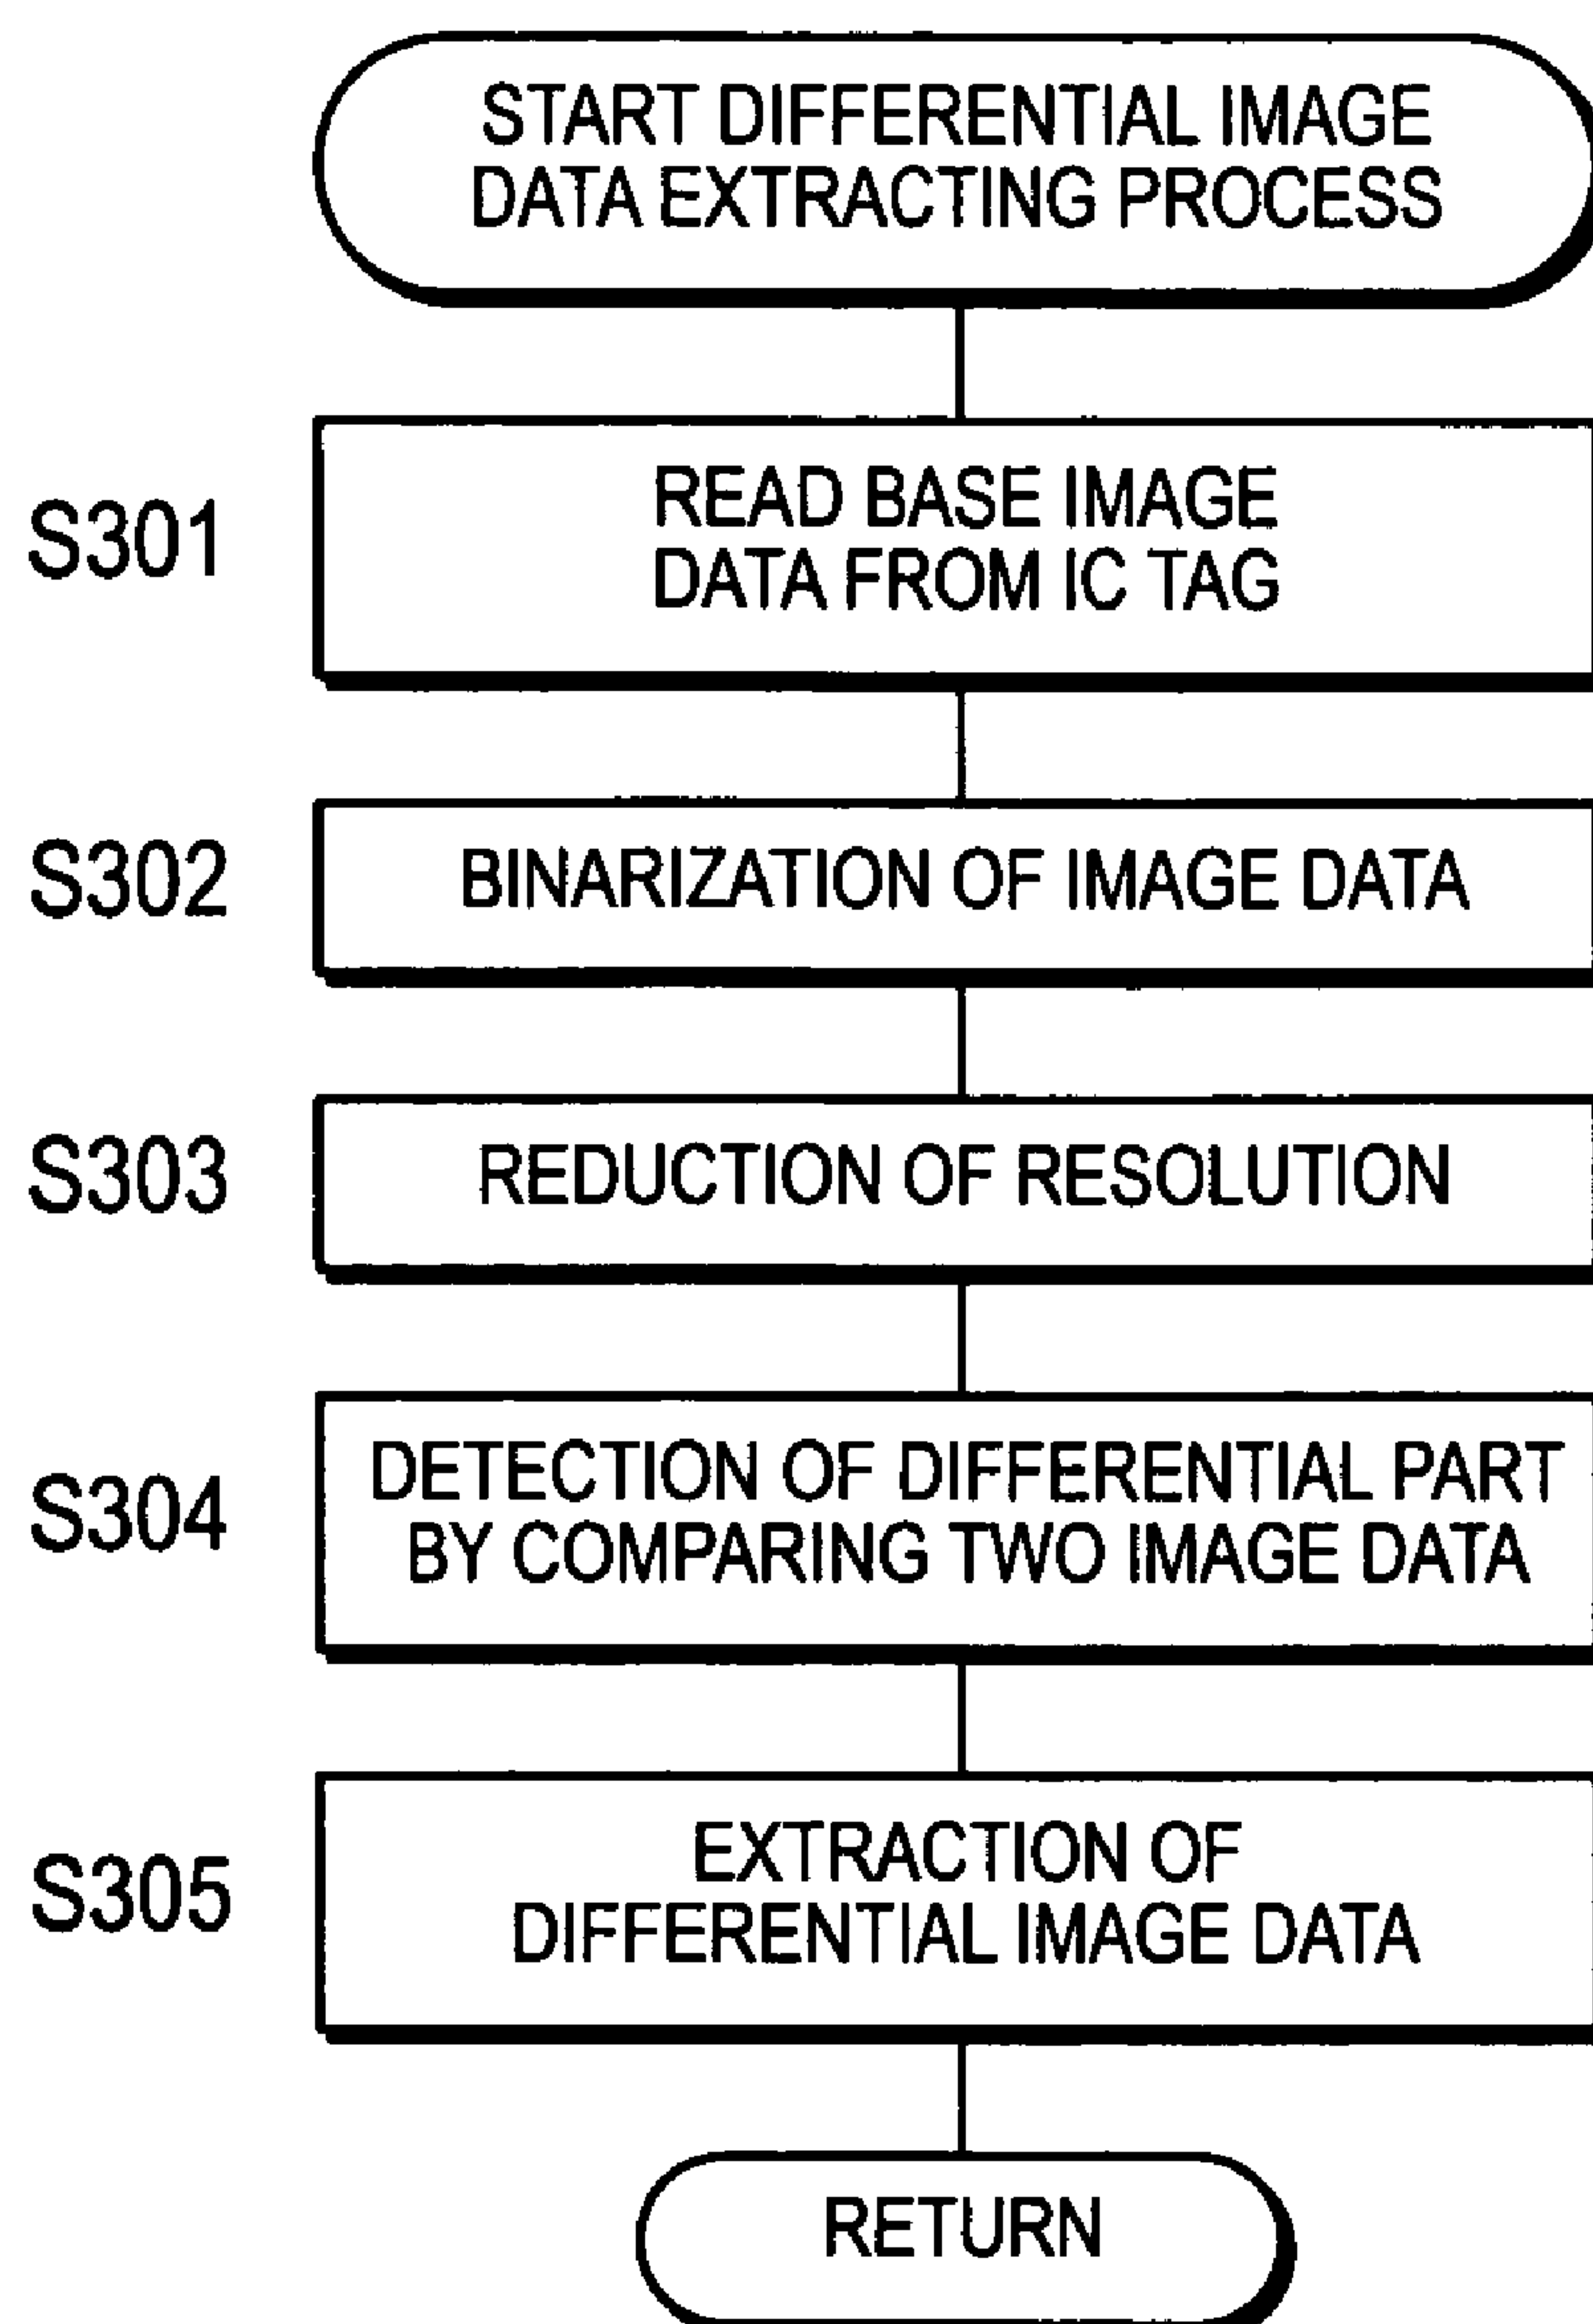 START DIFFERENTIAL IMAGE
DATA EXTRACTING PROCESS
S301
READ BASE IMAGE
DATA FROM IC TAG
S302
BINARIZATION OF IMAGE DATA
S303
REDUCTION OF RESOLUTION
S304
DETECTION OF DIFFERENTIAL PART
BY COMPARING TWO IMAGE DATA
S305
EXTRACTION OF
DIFFERENTIAL IMAGE DATA
RETURN